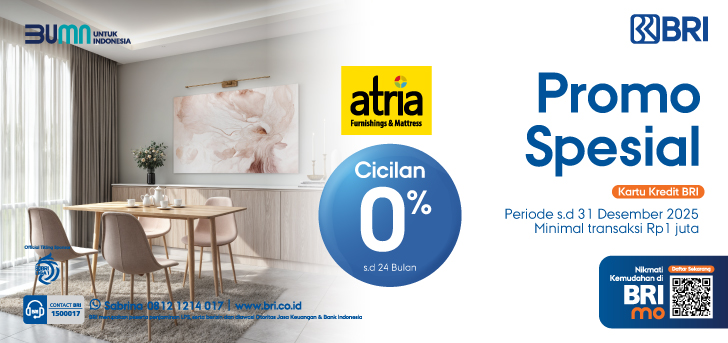 BUMN UNTUK INDONESIA
BRI
atria
Furnishings & Mattress
Promo
Spesial
Cicilan
0%
s.d 24 Bulan
Kartu Kredit BRI
Periode s.d 31 Desember 2025
Minimal transaksi Rp1 juta
Nikmati
Kemudahan di
BRI
mo
Daftar Sekarang
CONTACT BRI
1500017
Sabrina 0812 1214 017 | www.bri.co.id